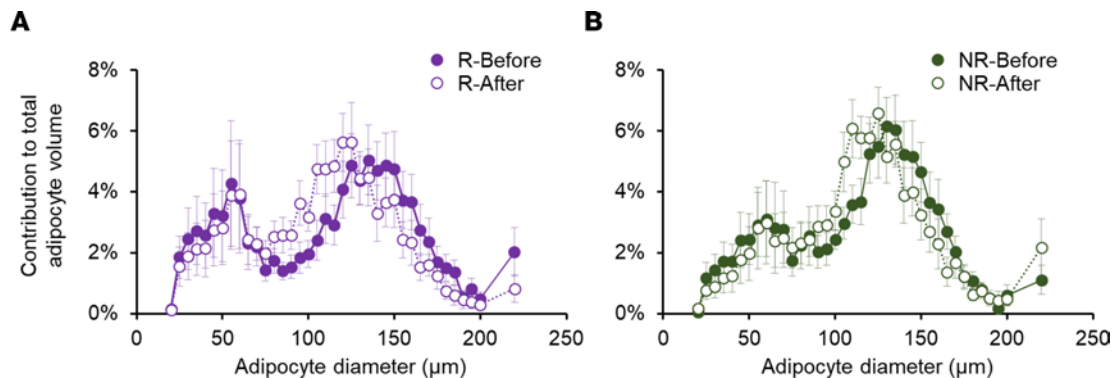 A
B
R-Before
R-After
NR-Before
NR-After
Contribution to total
adipocyte volume
8%
6%
4%
2%
0%
0
50
100
150
200
250
Adipocyte diameter (µm)
8%
6%
4%
2%
0%
0
50
100
150
200
250
Adipocyte diameter (µm)